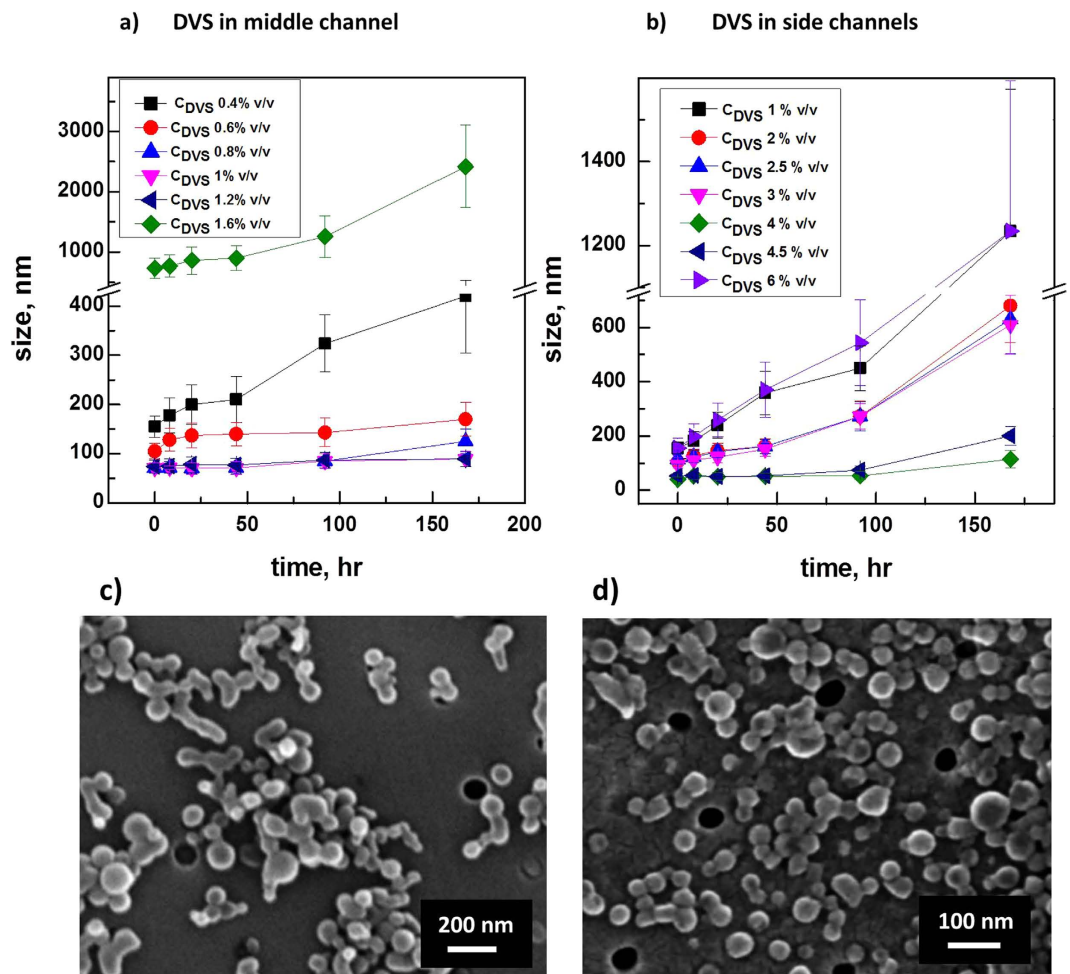 a) DVS in middle channel
b) DVS in side channels
size, nm
3000
2000
1000
400
300
200
100
0
C_DVS 0.4% v/v
C_DVS 0.6% v/v
C_DVS 0.8% v/v
C_DVS 1% v/v
C_DVS 1.2% v/v
C_DVS 1.6% v/v
0 50 100 150 200
time, hr
size, nm
1400
1200
600
400
200
0
C_DVS 1 % v/v
C_DVS 2 % v/v
C_DVS 2.5 % v/v
C_DVS 3 % v/v
C_DVS 4 % v/v
C_DVS 4.5 % v/v
C_DVS 6 % v/v
0 50 100 150
time, hr
c)
200 nm
d)
100 nm